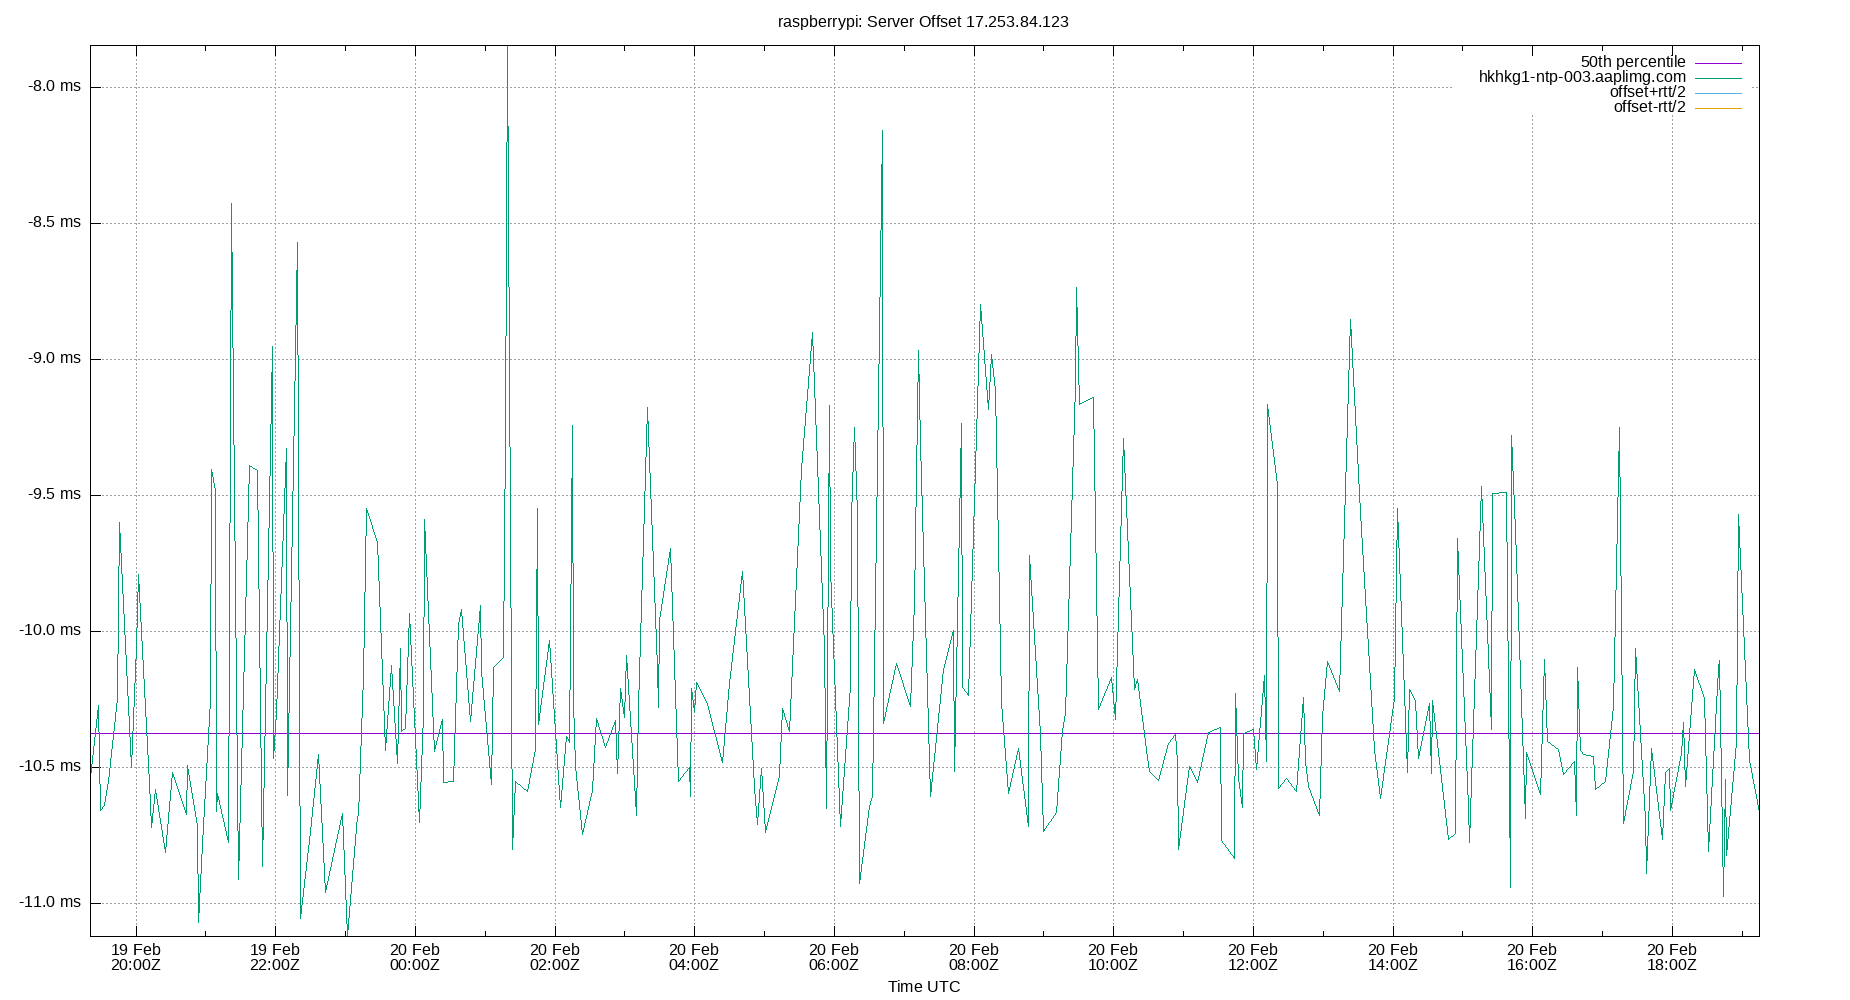 raspberrypi: Server Offset 17.253.84.123
50th percentile
hkhkg1-ntp-003.aaplimg.com
offset+rtt/2
offset-rtt/2
-8.0 ms
-8.5 ms
-9.0 ms
-9.5 ms
-10.0 ms
-10.5 ms
-11.0 ms
19 Feb 19 Feb 20 Feb 20 Feb 20 Feb 20 Feb 20 Feb 20 Feb 20 Feb 20 Feb 20 Feb 20 Feb
20:00Z 22:00Z 00:00Z 02:00Z 04:00Z 06:00Z 08:00Z 10:00Z 12:00Z 14:00Z 16:00Z 18:00Z
Time UTC